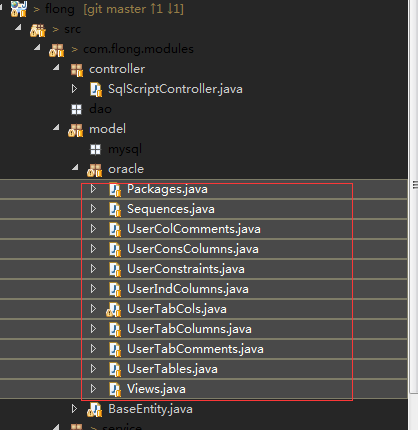 > flong [git master ↑1 ↓1]
> src
> com.flong.modules
controller
SqlScriptController.java
dao
model
mysql
oracle
Packages.java
Sequences.java
UserColComments.java
UserConsColumns.java
UserConstraints.java
UserIndColumns.java
UserTabCols.java
UserTabColumns.java
UserTabComments.java
UserTables.java
Views.java
BaseEntity.java
> service